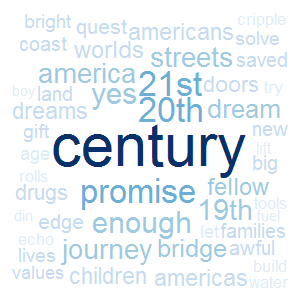 cripple
bright quest americans
coast worlds solve
streets saved
america 21st doors try
boy land yes 20th
dreams dream
gift new
age century lift
rolls big
drugs promise fellow
19th tools
din edge enough fuel
echo let families
lives journey bridge awful
values children americas build
water